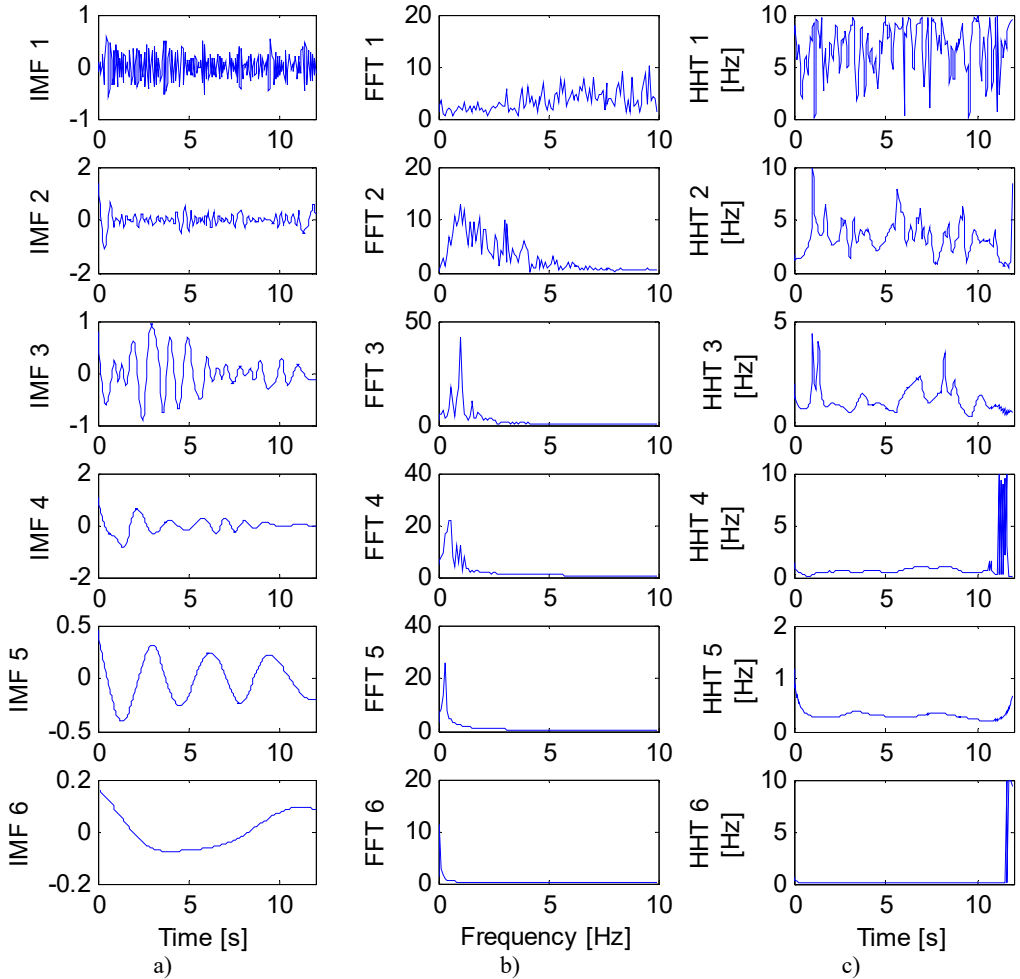 IMF 1
1
0
-1
0 5 10
FFT 1
20
10
0
0 5 10
HHT 1
[Hz]
10
5
0
0 5 10
IMF 2
2
0
-2
0 5 10
FFT 2
20
10
0
0 5 10
HHT 2
[Hz]
10
5
0
0 5 10
IMF 3
1
0
-1
0 5 10
FFT 3
50
0
0 5 10
HHT 3
[Hz]
5
0
0 5 10
IMF 4
2
0
-2
0 5 10
FFT 4
40
20
0
0 5 10
HHT 4
[Hz]
10
5
0
0 5 10
IMF 5
0.5
0
-0.5
0 5 10
FFT 5
40
20
0
0 5 10
HHT 5
[Hz]
2
1
0
0 5 10
IMF 6
0.2
0
-0.2
0 5 10
Time [s]
a)
FFT 6
20
10
0
0 5 10
Frequency [Hz]
b)
HHT 6
[Hz]
10
5
0
0 5 10
Time [s]
c)